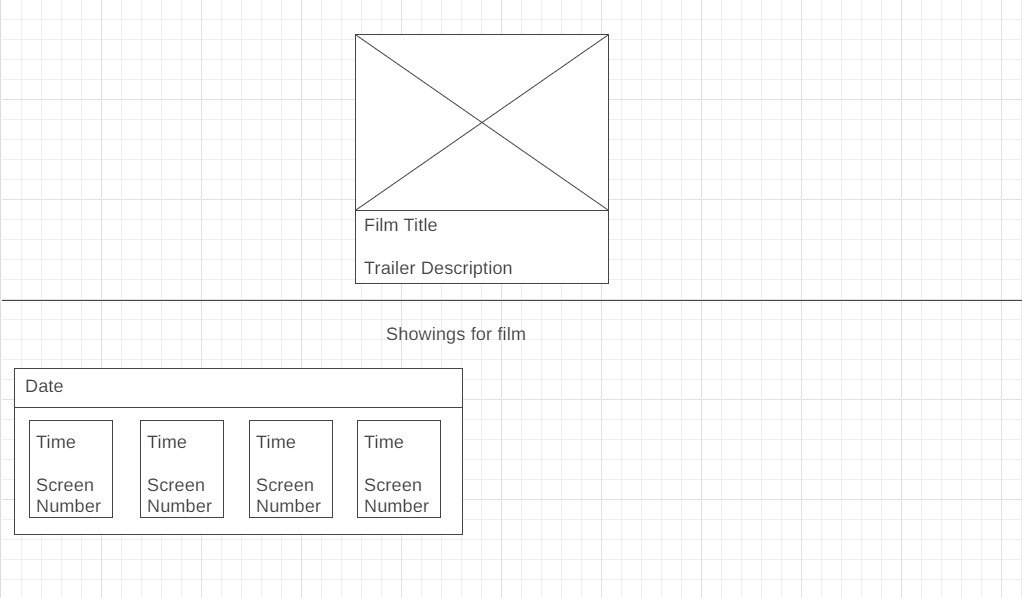 Film Title
Trailer Description
Showings for film
Date
Time
Screen
Number
Time
Screen
Number
Time
Screen
Number
Time
Screen
Number